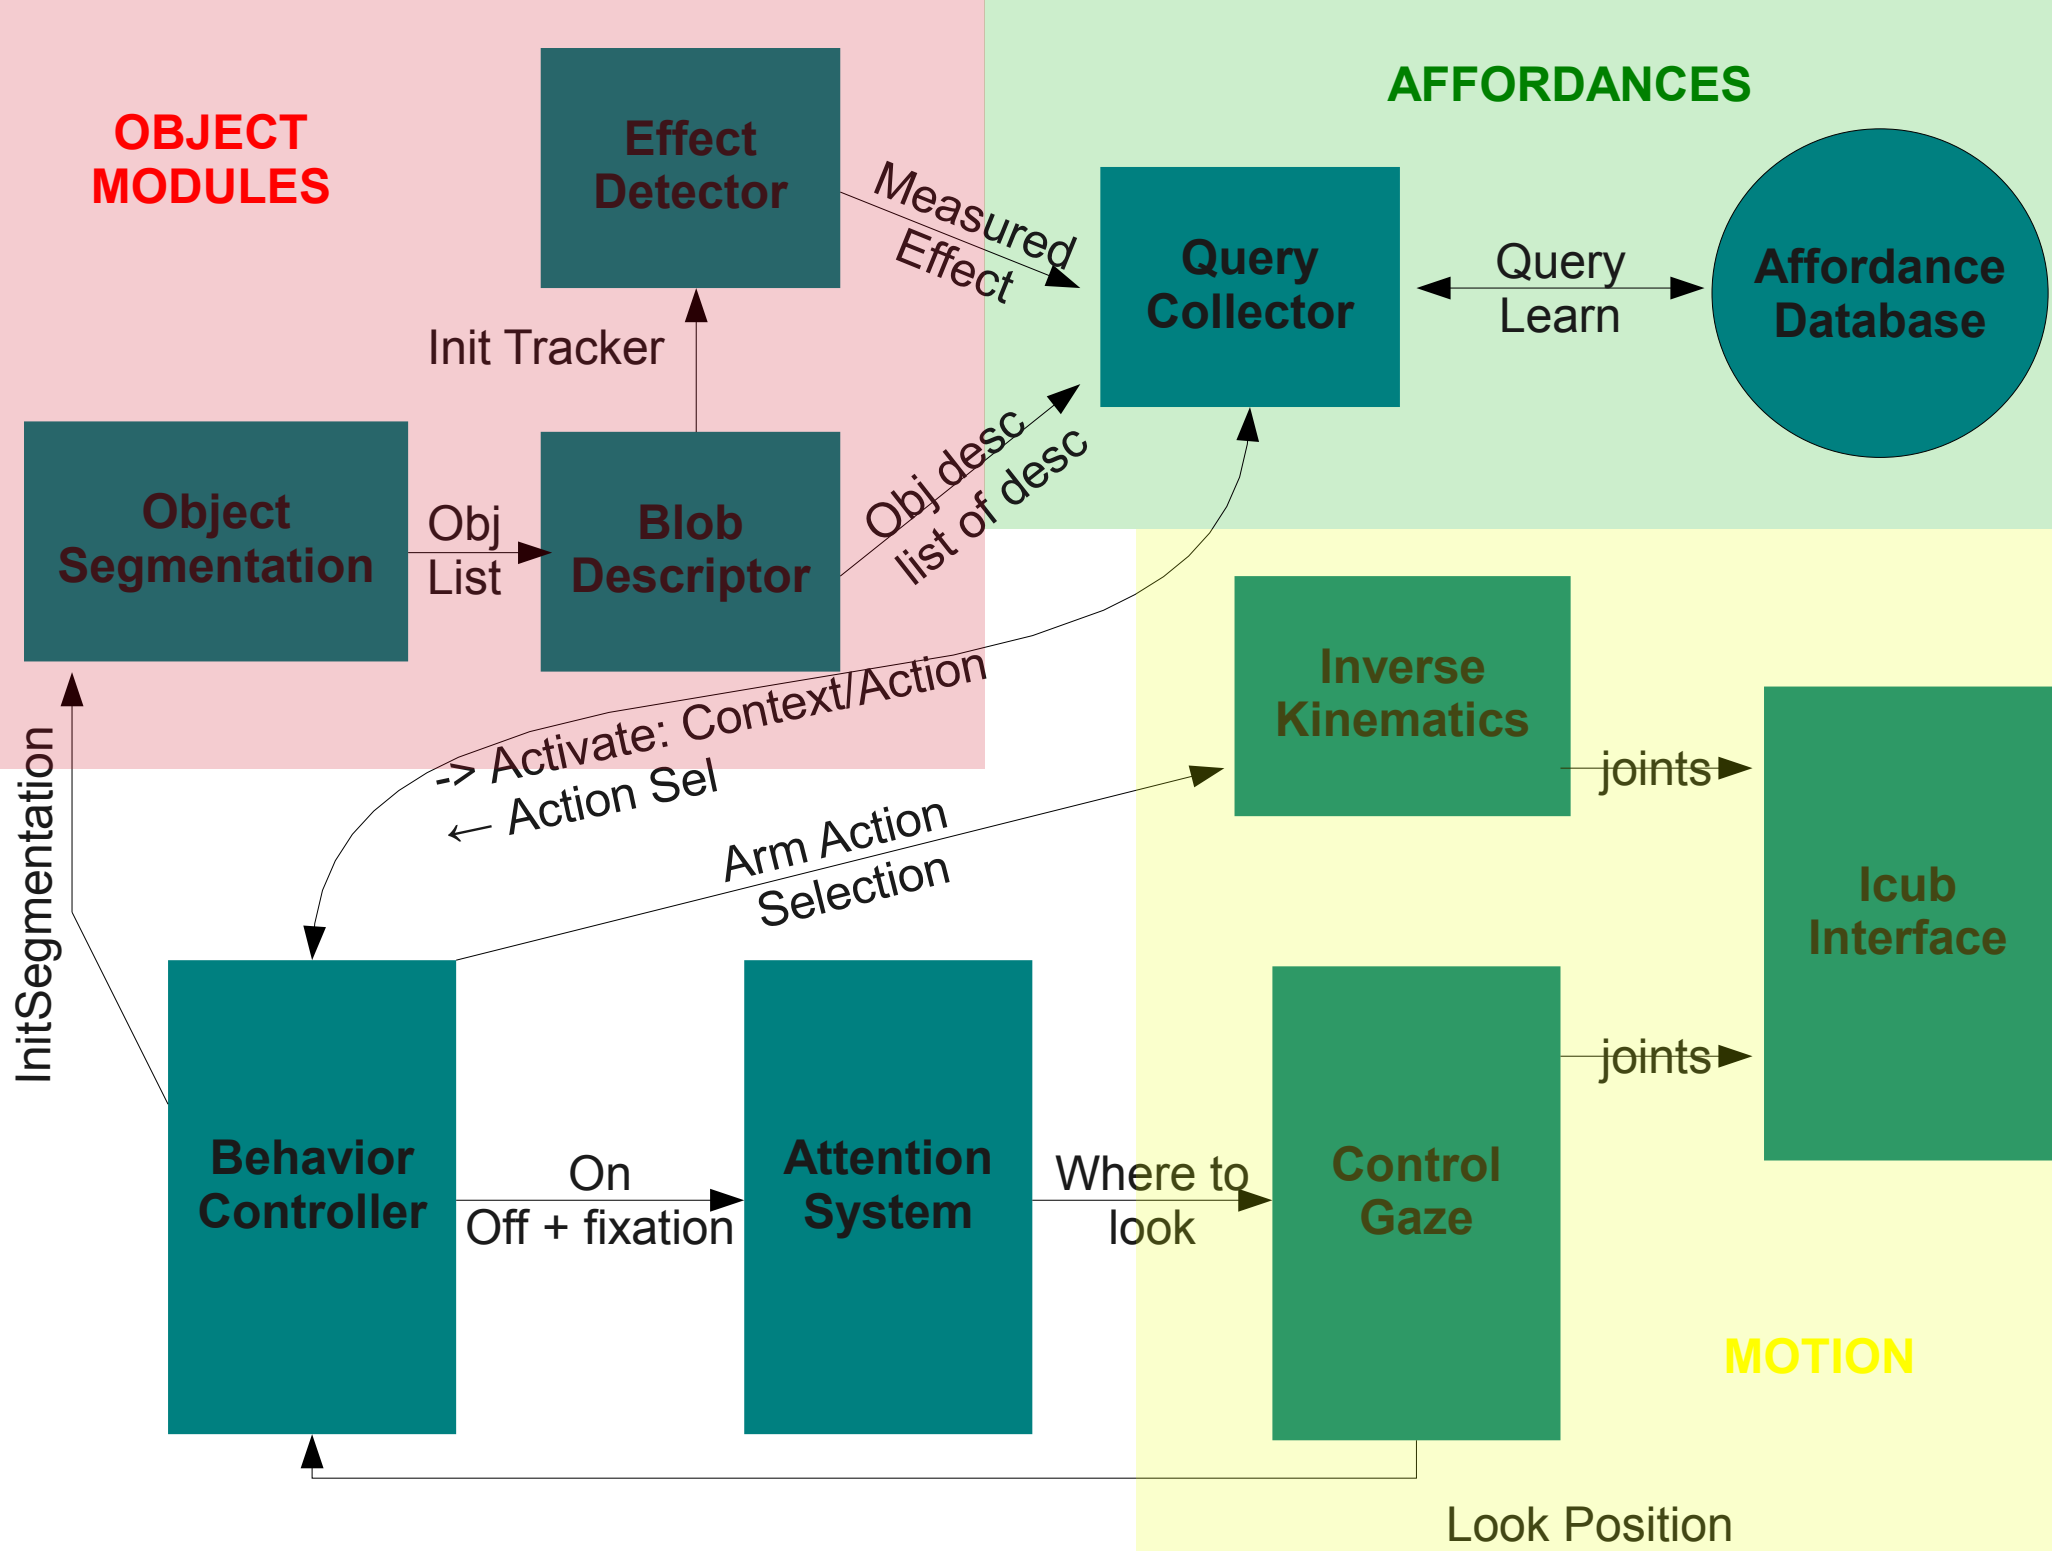 OBJECT
MODULES
Effect
Detector
AFFORDANCES
Measured
Effect
Query
Collector
Query
Learn
Affordance
Database
Init Tracker
Object
Segmentation
Obj
List
Blob
Descriptor
Obj desc
list of desc
-> Activate: Context/Action
← Action Sel
Inverse
Kinematics
joints
Icub
Interface
InitSegmentation
Arm Action
Selection
Behavior
Controller
On
Off + fixation
Attention
System
Where to
look
Control
Gaze
joints
MOTION
Look Position